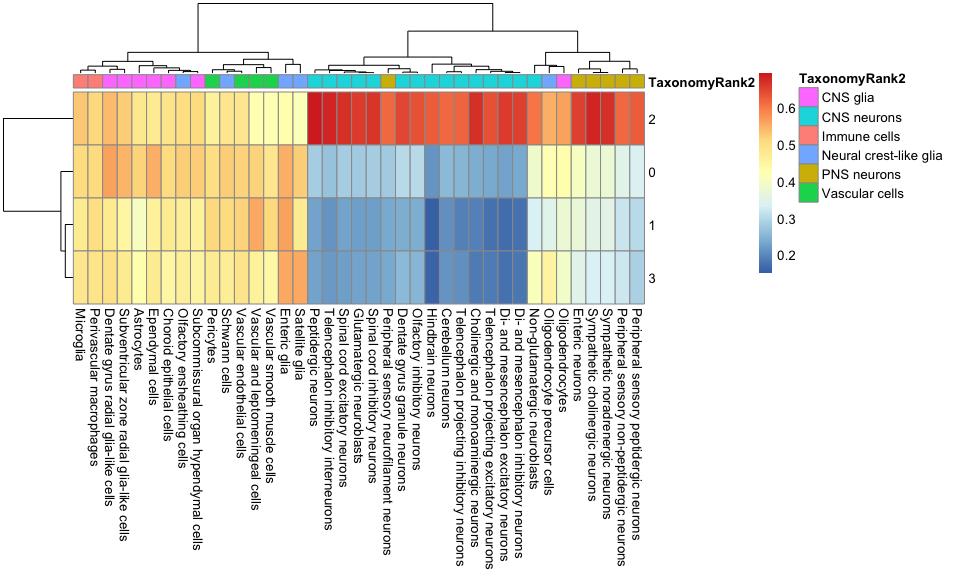 TaxonomyRank2
2
0
1
3
Microglia
Perivascular macrophages
Dentate gyrus radial glia-like cells
Subventricular zone radial glia-like cells
Astrocytes
Ependymal cells
Choroid epithelial cells
Olfactory ensheathing cells
Subcommissural organ hypendymal cells
Pericytes
Schwann cells
Vascular endothelial cells
Vascular and leptomeningeal cells
Vascular smooth muscle cells
Enteric glia
Satellite glia
Peptidergic neurons
Telencephalon inhibitory interneurons
Spinal cord excitatory neurons
Glutamatergic neuroblasts
Spinal cord inhibitory neurons
Peripheral sensory neurofilament neurons
Dentate gyrus granule neurons
Olfactory inhibitory neurons
Hindbrain neurons
Cerebellum neurons
Telencephalon projecting inhibitory neurons
Cholinergic and monoaminergic neurons
Telencephalon projecting excitatory neurons
Di- and mesencephalon excitatory neurons
Di- and mesencephalon inhibitory neurons
Non-glutamatergic neuroblasts
Oligodendrocyte precursor cells
Oligodendrocytes
Enteric neurons
Sympathetic cholinergic neurons
Sympathetic noradrenergic neurons
Peripheral sensory non-peptidergic neurons
Peripheral sensory peptidergic neurons
0.6
0.5
0.4
0.3
0.2
TaxonomyRank2
CNS glia
CNS neurons
Immune cells
Neural crest-like glia
PNS neurons
Vascular cells